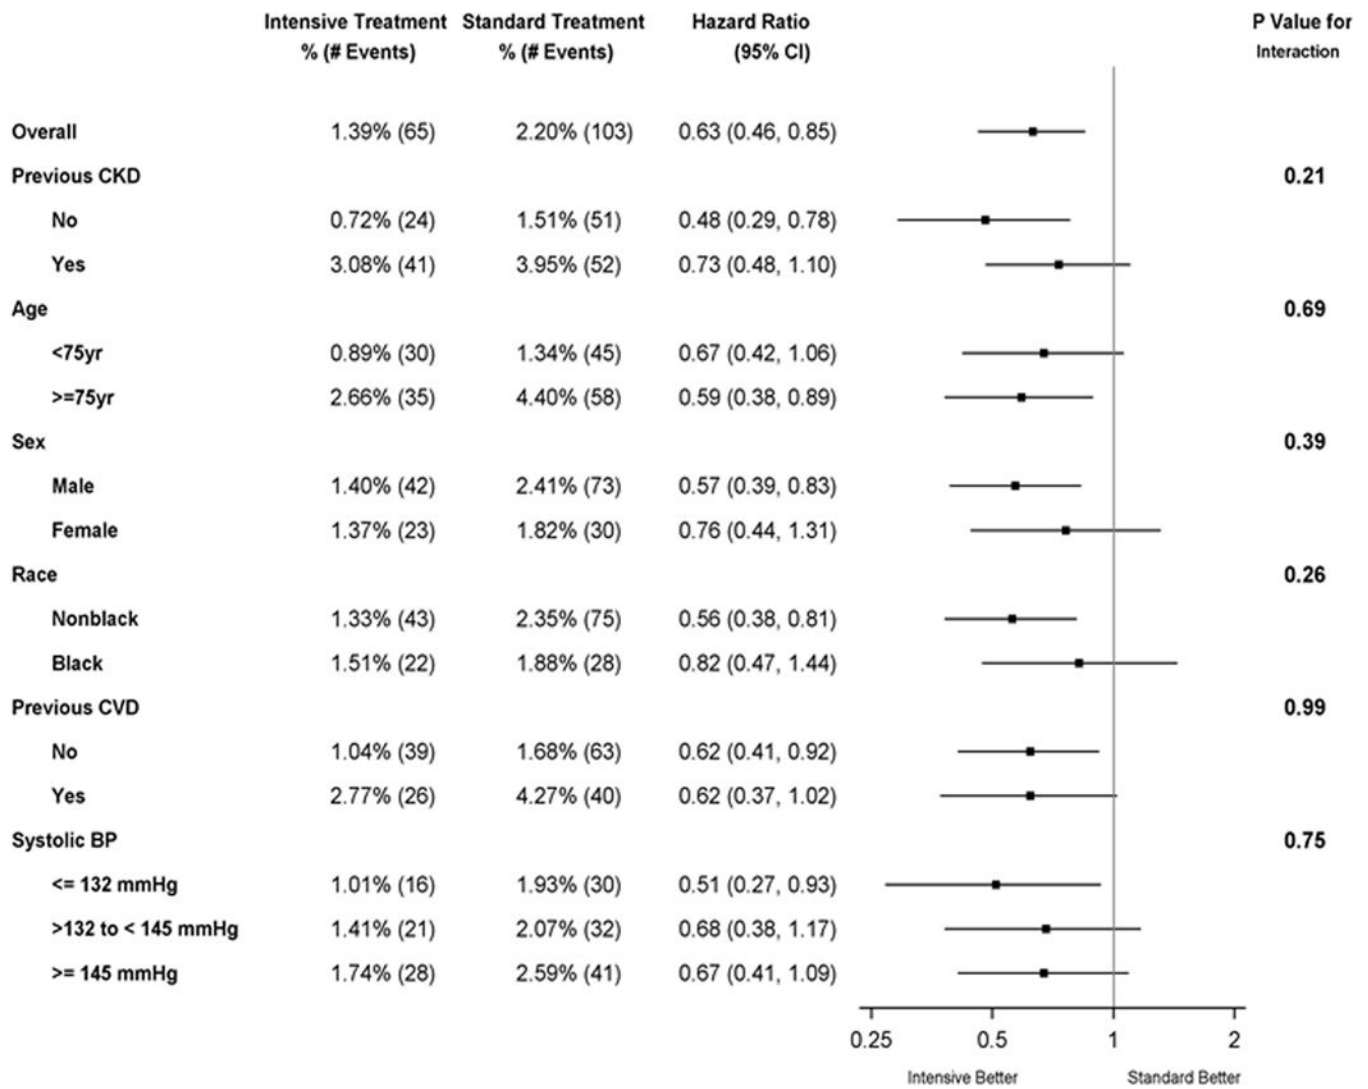 Intensive Treatment Standard Treatment Hazard Ratio P Value for
% (# Events) % (# Events) (95% CI) Interaction
Overall 1.39% (65) 2.20% (103) 0.63 (0.46, 0.85)
Previous CKD 0.21
No 0.72% (24) 1.51% (51) 0.48 (0.29, 0.78)
Yes 3.08% (41) 3.95% (52) 0.73 (0.48, 1.10)
Age 0.69
<75yr 0.89% (30) 1.34% (45) 0.67 (0.42, 1.06)
>=75yr 2.66% (35) 4.40% (58) 0.59 (0.38, 0.89)
Sex 0.39
Male 1.40% (42) 2.41% (73) 0.57 (0.39, 0.83)
Female 1.37% (23) 1.82% (30) 0.76 (0.44, 1.31)
Race 0.26
Nonblack 1.33% (43) 2.35% (75) 0.56 (0.38, 0.81)
Black 1.51% (22) 1.88% (28) 0.82 (0.47, 1.44)
Previous CVD 0.99
No 1.04% (39) 1.68% (63) 0.62 (0.41, 0.92)
Yes 2.77% (26) 4.27% (40) 0.62 (0.37, 1.02)
Systolic BP 0.75
<= 132 mmHg 1.01% (16) 1.93% (30) 0.51 (0.27, 0.93)
>132 to < 145 mmHg 1.41% (21) 2.07% (32) 0.68 (0.38, 1.17)
>= 145 mmHg 1.74% (28) 2.59% (41) 0.67 (0.41, 1.09)
0.25 0.5 1 2
Intensive Better Standard Better